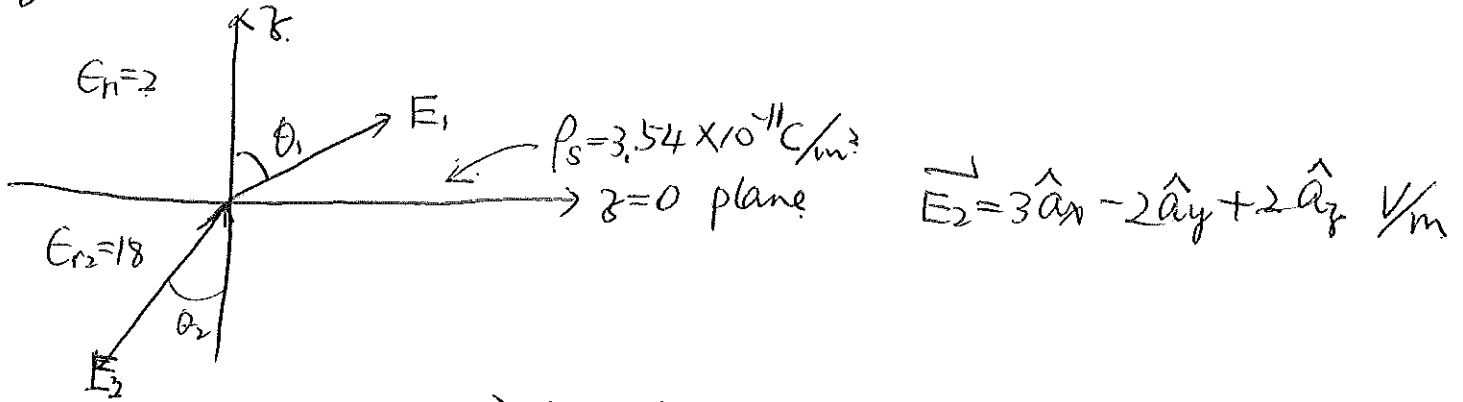 z
ϵr1=2
θ1 E1
ρs=3.54×10⁻¹¹C/m²
z=0 plane
E⃗2=3âx−2ây+2âz V/m
ϵr2=18
θ2
E2